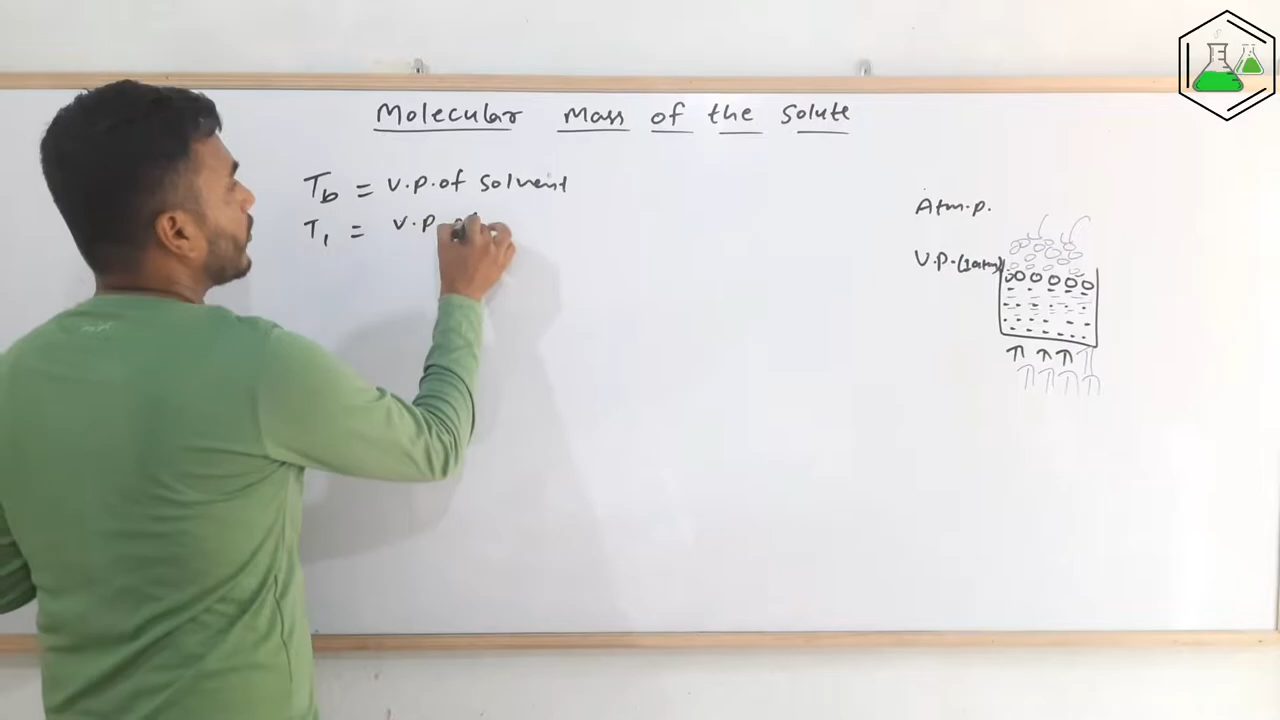 Molecular Mass of the Solute
Tb = V.P. of Solvent
T1 = V.P.
Atm.p.
V.P.(1atm)